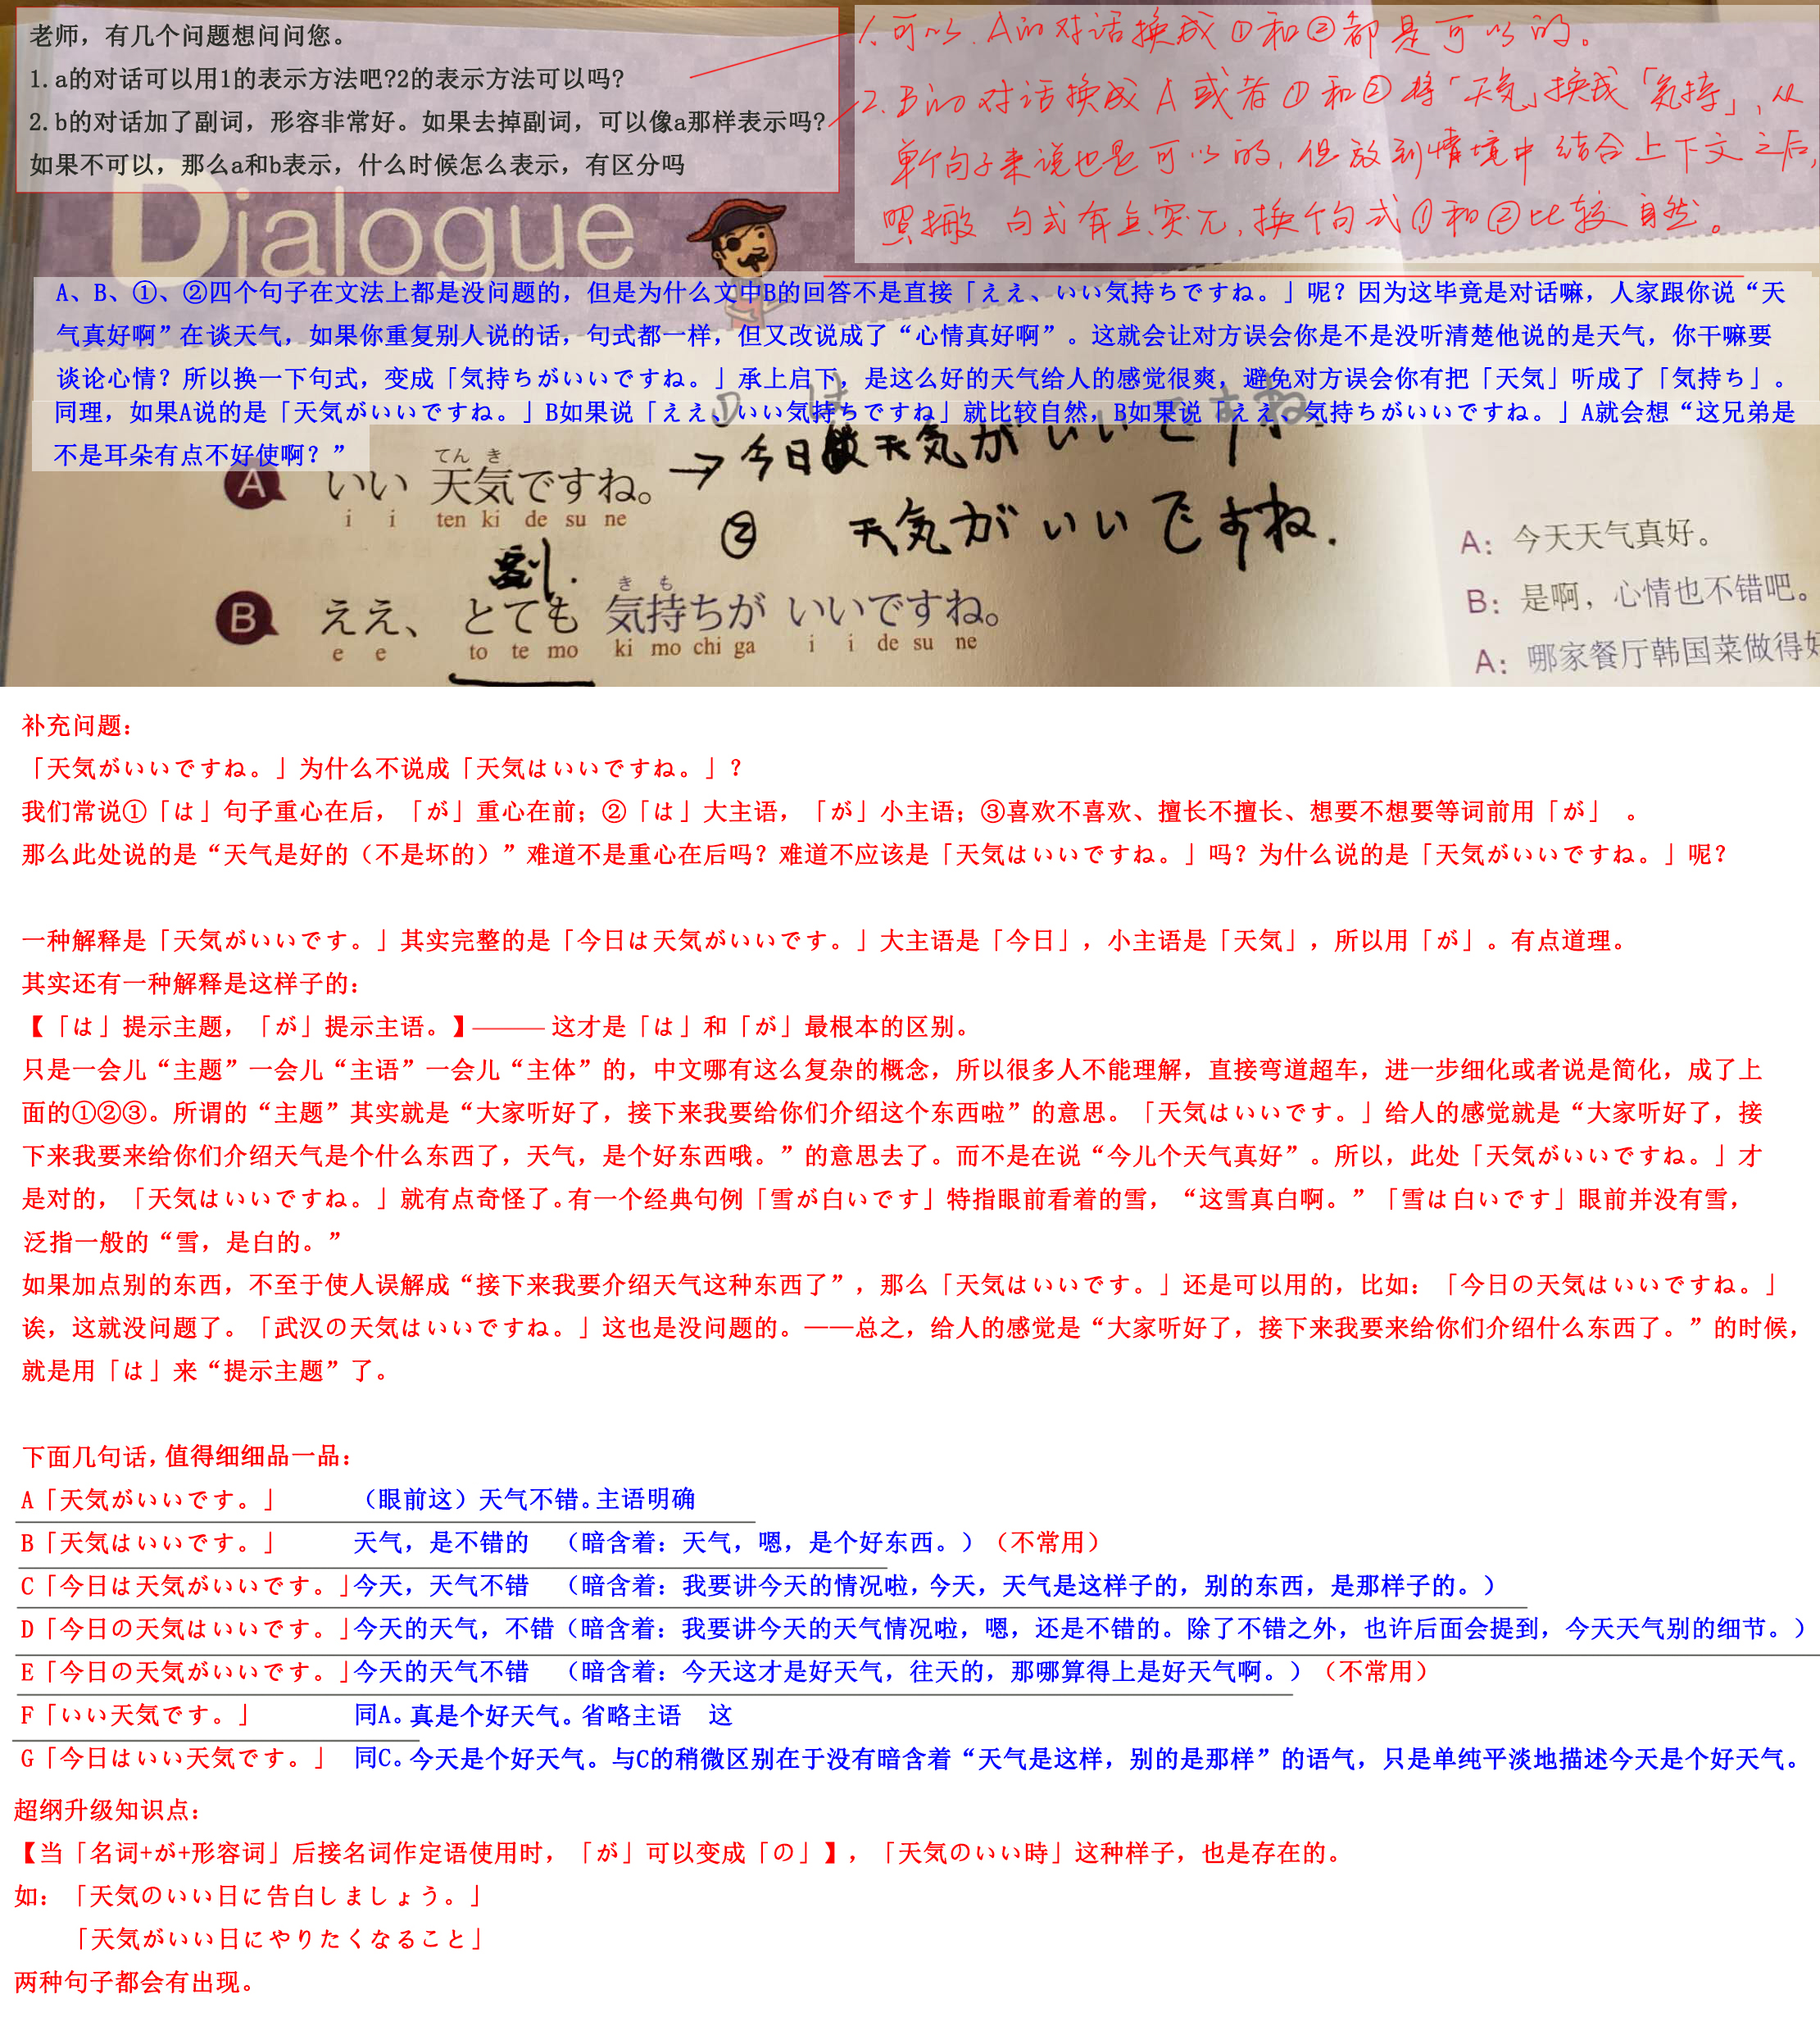 老师，有几个问题想问问您。
1.a的对话可以用1的表示方法吧?2的表示方法可以吗?
2.b的对话加了副词，形容非常好。如果去掉副词，可以像a那样表示吗?
如果不可以，那么a和b表示，什么时候怎么表示，有区分吗
1.可以.A的对话换成①和②都是可以的。
2.B的对话换成A或者①和②将「天気」换成「気持」,从
单个句子来说也是可以的,但放到情境中结合上下文之后,
照搬句式有点突兀,换个句式①和②比较自然。
Dialogue
A、B、①、②四个句子在文法上都是没问题的，但是为什么文中B的回答不是直接「ええ、いい気持ちですね。」呢？因为这毕竟是对话嘛，人家跟你说“天
气真好啊”在谈天气，如果你重复别人说的话，句式都一样，但又改说成了“心情真好啊”。这就会让对方误会你是不是没听清楚他说的是天气，你干嘛要
谈论心情？所以换一下句式，变成「気持ちがいいですね。」承上启下，是这么好的天气给人的感觉很爽，避免对方误会你有把「天気」听成了「気持ち」。
同理，如果A说的是「天気がいいですね。」B如果说「ええ、いい気持ちですね」就比较自然，B如果说「ええ、気持ちがいいですね。」A就会想“这兄弟是
不是耳朵有点不好使啊？”
は
→今日は天気がいいですね.
てん き
A いい 天気ですね。
i i ten ki de su ne
② 天気がいいですね.
副.
き も
B ええ、 とても 気持ちが いいですね。
e e to te mo ki mo chi ga i i de su ne
A: 今天天气真好。
B: 是啊，心情也不错吧。
A: 哪家餐厅韩国菜做得好
补充问题：
「天気がいいですね。」为什么不说成「天気はいいですね。」？
我们常说①「は」句子重心在后，「が」重心在前；②「は」大主语，「が」小主语；③喜欢不喜欢、擅长不擅长、想要不想要等词前用「が」 。
那么此处说的是“天气是好的（不是坏的）”难道不是重心在后吗？难道不应该是「天気はいいですね。」吗？为什么说的是「天気がいいですね。」呢？
一种解释是「天気がいいです。」其实完整的是「今日は天気がいいです。」大主语是「今日」，小主语是「天気」，所以用「が」。有点道理。
其实还有一种解释是这样子的：
【「は」提示主题，「が」提示主语。】——— 这才是「は」和「が」最根本的区别。
只是一会儿“主题”一会儿“主语”一会儿“主体”的，中文哪有这么复杂的概念，所以很多人不能理解，直接弯道超车，进一步细化或者说是简化，成了上
面的①②③。所谓的“主题”其实就是“大家听好了，接下来我要给你们介绍这个东西啦”的意思。「天気はいいです。」给人的感觉就是“大家听好了，接
下来我要来给你们介绍天气是个什么东西了，天气，是个好东西哦。”的意思去了。而不是在说“今儿个天气真好”。所以，此处「天気がいいですね。」才
是对的，「天気はいいですね。」就有点奇怪了。有一个经典句例「雪が白いです」特指眼前看着的雪，“这雪真白啊。”「雪は白いです」眼前并没有雪，
泛指一般的“雪，是白的。”
如果加点别的东西，不至于使人误解成“接下来我要介绍天气这种东西了”，那么「天気はいいです。」还是可以用的，比如：「今日の天気はいいですね。」
诶，这就没问题了。「武汉の天気はいいですね。」这也是没问题的。——总之，给人的感觉是“大家听好了，接下来我要来给你们介绍什么东西了。”的时候，
就是用「は」来“提示主题”了。
下面几句话，值得细细品一品：
A「天気がいいです。」 （眼前这）天气不错。主语明确
B「天気はいいです。」 天气，是不错的 （暗含着：天气，嗯，是个好东西。）（不常用）
C「今日は天気がいいです。」今天，天气不错 （暗含着：我要讲今天的情况啦，今天，天气是这样子的，别的东西，是那样子的。）
D「今日の天気はいいです。」今天的天气，不错（暗含着：我要讲今天的天气情况啦，嗯，还是不错的。除了不错之外，也许后面会提到，今天天气别的细节。）
E「今日の天気がいいです。」今天的天气不错 （暗含着：今天这才是好天气，往天的，那哪算得上是好天气啊。）（不常用）
F「いい天気です。」 同A。真是个好天气。省略主语 这
G「今日はいい天気です。」 同C。今天是个好天气。与C的稍微区别在于没有暗含着“天气是这样，别的是那样”的语气，只是单纯平淡地描述今天是个好天气。
超纲升级知识点：
【当「名词+が+形容词」后接名词作定语使用时，「が」可以变成「の」】，「天気のいい時」这种样子，也是存在的。
如：「天気のいい日に告白しましょう。」
「天気がいい日にやりたくなること」
两种句子都会有出现。